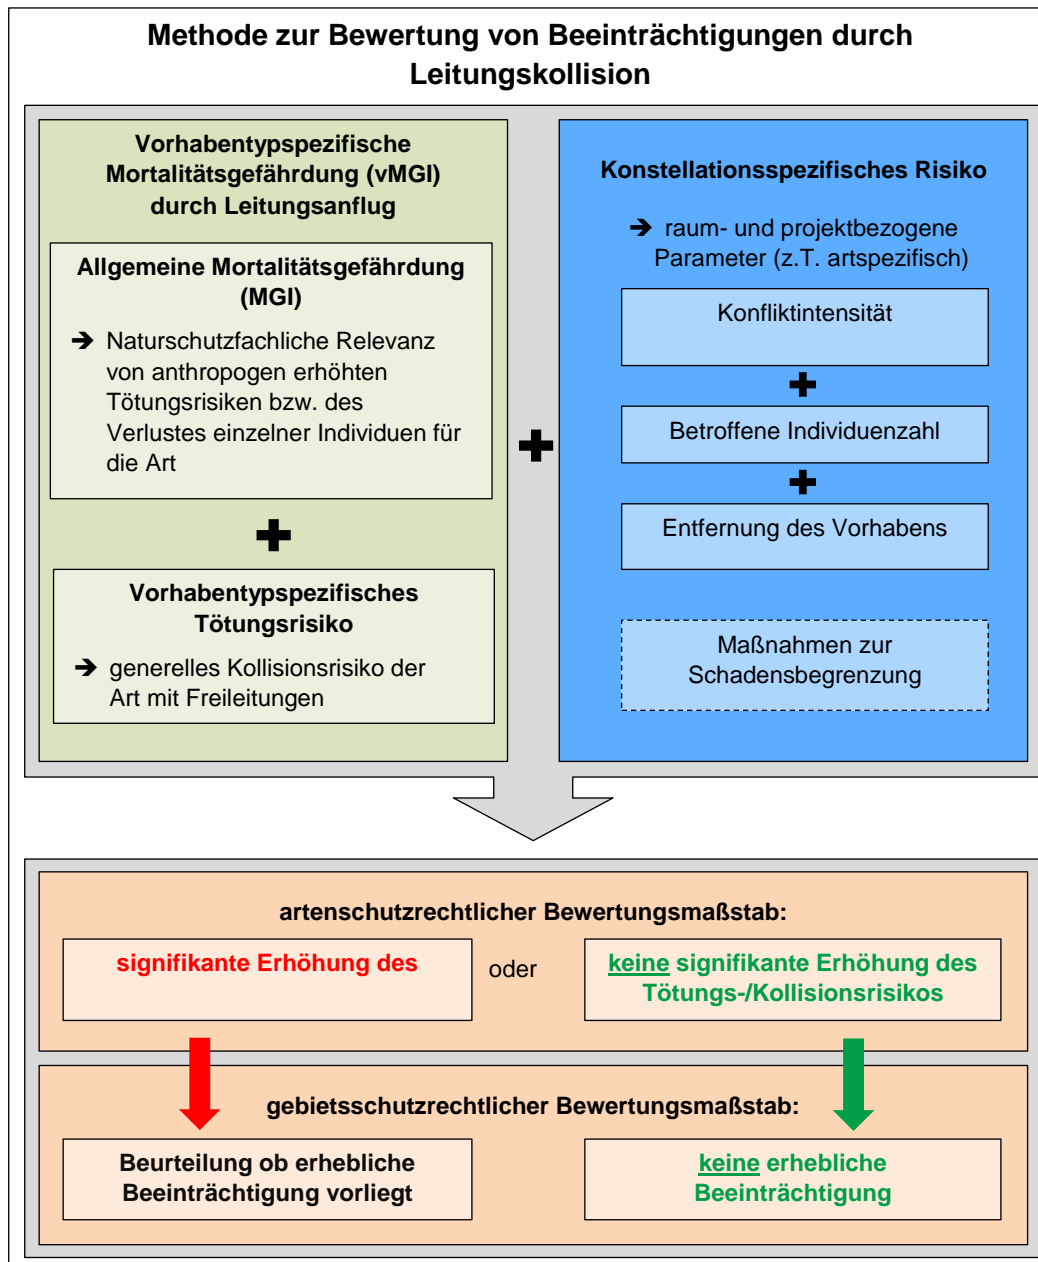 Methode zur Bewertung von Beeinträchtigungen durch
Leitungskollision
Vorhabentypspezifische
Mortalitätsgefährdung (vMGI)
durch Leitungsanflug
Allgemeine Mortalitätsgefährdung
(MGI)
➔ Naturschutzfachliche Relevanz
von anthropogen erhöhten
Tötungsrisiken bzw. des
Verlustes einzelner Individuen für
die Art
+
Vorhabentypspezifisches
Tötungsrisiko
➔ generelles Kollisionsrisiko der
Art mit Freileitungen
+
Konstellationsspezifisches Risiko
➔ raum- und projektbezogene
Parameter (z.T. artspezifisch)
Konfliktintensität
+
Betroffene Individuenzahl
+
Entfernung des Vorhabens
Maßnahmen zur
Schadensbegrenzung
artenschutzrechtlicher Bewertungsmaßstab:
signifikante Erhöhung des
oder
keine signifikante Erhöhung des
Tötungs-/Kollisionsrisikos
gebietsschutzrechtlicher Bewertungsmaßstab:
Beurteilung ob erhebliche
Beeinträchtigung vorliegt
keine erhebliche
Beeinträchtigung